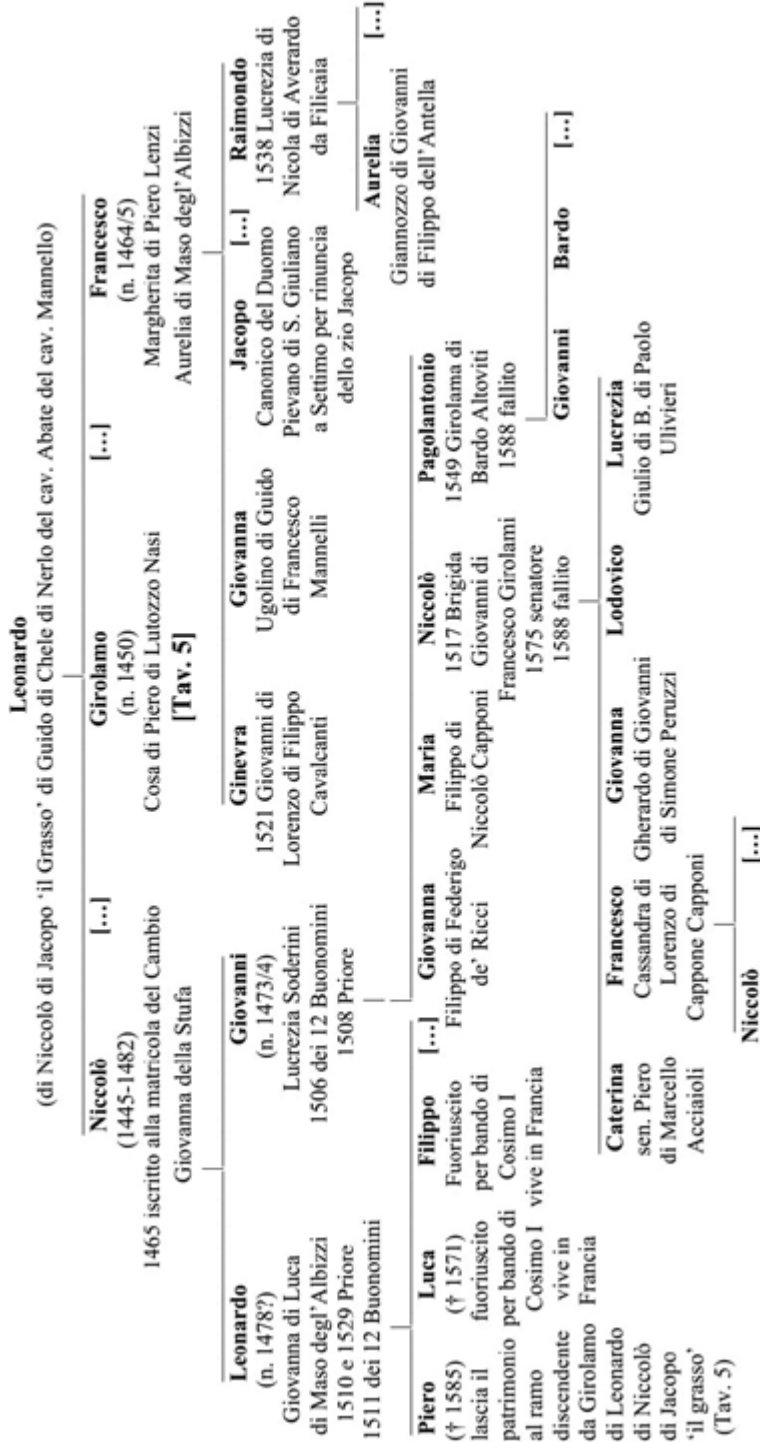 Leonardo
(di Niccolò di Jacopo 'il Grasso' di Guido di Chele di Nerlo del cav. Abate del cav. Mannello)
Niccolò
(1445-1482)
1465 iscritto alla matricola del Cambio
Giovanna della Stufa
[...]
Girolamo
(n. 1450)
Cosa di Piero di Lutozzo Nasi
[Tav. 5]
[...]
Francesco
(n. 1464/5)
Margherita di Piero Lenzi
Aurelia di Maso degl'Albizzi
Leonardo
(n. 1478?)
Giovanna di Luca
di Maso degl'Albizzi
1510 e 1529 Priore
1511 dei 12 Buonomini
Giovanni
(n. 1473/4)
Lucrezia Soderini
1506 dei 12 Buonomini
1508 Priore
Ginevra
1521 Giovanni di
Lorenzo di Filippo
Cavalcanti
Giovanna
Ugolino di Guido
di Francesco
Mannelli
Jacopo
Canonico del Duomo
Pievano di S. Giuliano
a Settimo per rinuncia
dello zio Jacopo
[...]
Raimondo
1538 Lucrezia di
Nicola di Averardo
da Filicaia
Aurelia
Giannozzo di Giovanni
di Filippo dell'Antella
[...]
Piero
(† 1585)
lascia il
patrimonio
al ramo
discendente
da Girolamo
di Leonardo
di Niccolò
di Jacopo
'il grasso'
(Tav. 5)
Luca
(† 1571)
fuoriuscito
per bando di
Cosimo I
vive in
Francia
Filippo
Fuoriuscito
per bando di
Cosimo I
vive in Francia
[...]
Giovanna
Filippo di Federigo
de' Ricci
Maria
Filippo di
Niccolò Capponi
Niccolò
1517 Brigida
Giovanni di
Francesco Girolami
1575 senatore
1588 fallito
Pagolantonio
1549 Girolama di
Bardo Altoviti
1588 fallito
Giovanni
Bardo
[...]
Caterina
sen. Piero
di Marcello
Acciaioli
Francesco
Cassandra di
Lorenzo di
Cappone Capponi
Giovanna
Gherardo di Giovanni
di Simone Peruzzi
Lodovico
Lucrezia
Giulio di B. di Paolo
Ulivieri
Niccolò
[...]